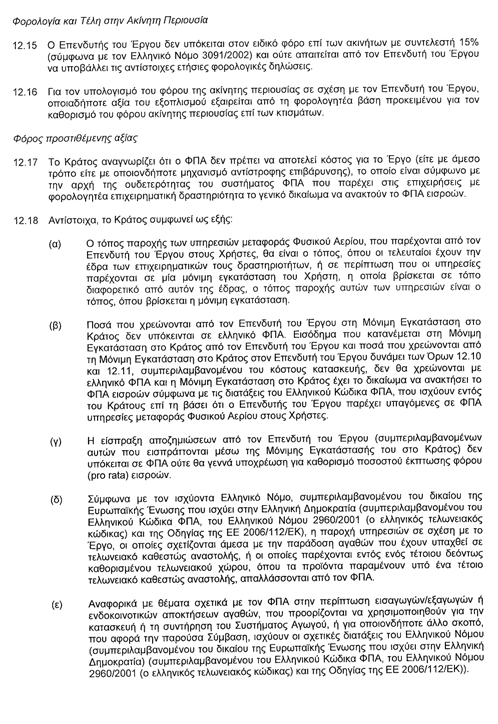 Φορολογία και Τέλη στην Ακίνητη Περιουσία
12.15 Ο Επενδυτής του Έργου δεν υπόκειται στον ειδικό φόρο επί των ακινήτων με συντελεστή 15%
(σύμφωνα με τον Ελληνικό Νόμο 3091/2002) και ούτε απαιτείται από τον Επενδυτή του Έργου
να υποβάλλει τις αντίστοιχες ετήσιες φορολογικές δηλώσεις.
12.16 Για τον υπολογισμό του φόρου της ακίνητης περιουσίας σε σχέση με τον Επενδυτή του Έργου,
οποιαδήποτε αξία του εξοπλισμού εξαιρείται από τη φορολογητέα βάση προκειμένου για τον
καθορισμό του φόρου ακίνητης περιουσίας επί των κτισμάτων.
Φόρος προστιθέμενης αξίας
12.17 Το Κράτος αναγνωρίζει ότι ο ΦΠΑ δεν πρέπει να αποτελεί κόστος για το Έργο (είτε με άμεσο
τρόπο είτε με οποιονδήποτε μηχανισμό αντίστροφης επιβάρυνσης), το οποίο είναι σύμφωνο με
την αρχή της ουδετερότητας του συστήματος ΦΠΑ που παρέχει στις επιχειρήσεις με
φορολογητέα επιχειρηματική δραστηριότητα το γενικό δικαίωμα να ανακτούν το ΦΠΑ εισροών.
12.18 Αντίστοιχα, το Κράτος συμφωνεί ως εξής:
(α) Ο τόπος παροχής των υπηρεσιών μεταφοράς Φυσικού Αερίου, που παρέχονται από τον
Επενδυτή του Έργου στους Χρήστες, θα είναι ο τόπος, όπου οι τελευταίοι έχουν την
έδρα των επιχειρηματικών τους δραστηριοτήτων, ή σε περίπτωση που οι υπηρεσίες
παρέχονται σε μία μόνιμη εγκατάσταση του Χρήστη, η οποία βρίσκεται σε τόπο
διαφορετικό από αυτόν της έδρας, ο τόπος παροχής αυτών των υπηρεσιών είναι ο
τόπος, όπου βρίσκεται η μόνιμη εγκατάσταση.
(β) Ποσά που χρεώνονται από τον Επενδυτή του Έργου στη Μόνιμη Εγκατάσταση στο
Κράτος δεν υπόκεινται σε ελληνικό ΦΠΑ. Εισόδημα που κατανέμεται στη Μόνιμη
Εγκατάσταση στο Κράτος από τον Επενδυτή του Έργου και ποσά που χρεώνονται από
τη Μόνιμη Εγκατάσταση στο Κράτος στον Επενδυτή του Έργου δυνάμει των Όρων 12.10
και 12.11, συμπεριλαμβανομένου του κόστους κατασκευής, δεν θα χρεώνονται με
ελληνικό ΦΠΑ και η Μόνιμη Εγκατάσταση στο Κράτος έχει το δικαίωμα να ανακτήσει το
ΦΠΑ εισροών σύμφωνα με τις διατάξεις του Ελληνικού Κώδικα ΦΠΑ, που ισχύουν εντός
του Κράτους επί τη βάσει ότι ο Επενδυτής του Έργου παρέχει υπαγόμενες σε ΦΠΑ
υπηρεσίες μεταφοράς Φυσικού Αερίου στους Χρήστες.
(γ) Η είσπραξη αποζημιώσεων από τον Επενδυτή του Έργου (συμπεριλαμβανομένων
αυτών που εισπράττονται μέσω της Μόνιμης Εγκατάστασής του στο Κράτος) δεν
υπόκειται σε ΦΠΑ ούτε θα γεννά υποχρέωση για καθορισμό ποσοστού έκπτωσης φόρου
(pro rata) εισροών.
(δ) Σύμφωνα με τον ισχύοντα Ελληνικό Νόμο, συμπεριλαμβανομένου του δικαίου της
Ευρωπαϊκής Ένωσης που ισχύει στην Ελληνική Δημοκρατία (συμπεριλαμβανομένου του
Ελληνικού Κώδικα ΦΠΑ, του Ελληνικού Νόμου 2960/2001 (ο ελληνικός τελωνειακός
κώδικας) και της Οδηγίας της ΕΕ 2006/112/ΕΚ), η παροχή υπηρεσιών σε σχέση με το
Έργο, οι οποίες σχετίζονται άμεσα με την παράδοση αγαθών που έχουν υπαχθεί σε
τελωνειακό καθεστώς αναστολής, ή οι οποίες παρέχονται εντός ενός τέτοιου δεόντως
καθορισμένου τελωνειακού χώρου, όπου τα προϊόντα παραμένουν υπό ένα τέτοιο
τελωνειακό καθεστώς αναστολής, απαλλάσσονται από τον ΦΠΑ.
(ε) Αναφορικά με θέματα σχετικά με τον ΦΠΑ στην περίπτωση εισαγωγών/εξαγωγών ή
ενδοκοινοτικών αποκτήσεων αγαθών, που προορίζονται να χρησιμοποιηθούν για την
κατασκευή ή τη συντήρηση του Συστήματος Αγωγού, ή για οποιονδήποτε άλλο σκοπό,
που αφορά την παρούσα Σύμβαση, ισχύουν οι σχετικές διατάξεις του Ελληνικού Νόμου
(συμπεριλαμβανομένου του δικαίου της Ευρωπαϊκής Ένωσης που ισχύει στην Ελληνική
Δημοκρατία) (συμπεριλαμβανομένου του Ελληνικού Κώδικα ΦΠΑ, του Ελληνικού Νόμου
2960/2001 (ο ελληνικός τελωνειακός κώδικας) και της Οδηγίας της ΕΕ 2006/112/ΕΚ)).